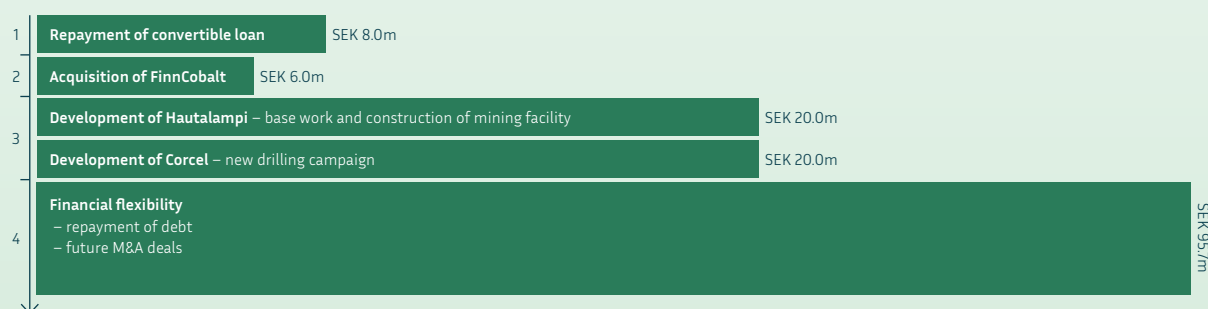 1
Repayment of convertible loan SEK 8.0m
2
Acquisition of FinnCobalt SEK 6.0m
3
Development of Hautalampi – base work and construction of mining facility SEK 20.0m
Development of Corcel – new drilling campaign SEK 20.0m
4
Financial flexibility
– repayment of debt
– future M&A deals
SEK 95.7m